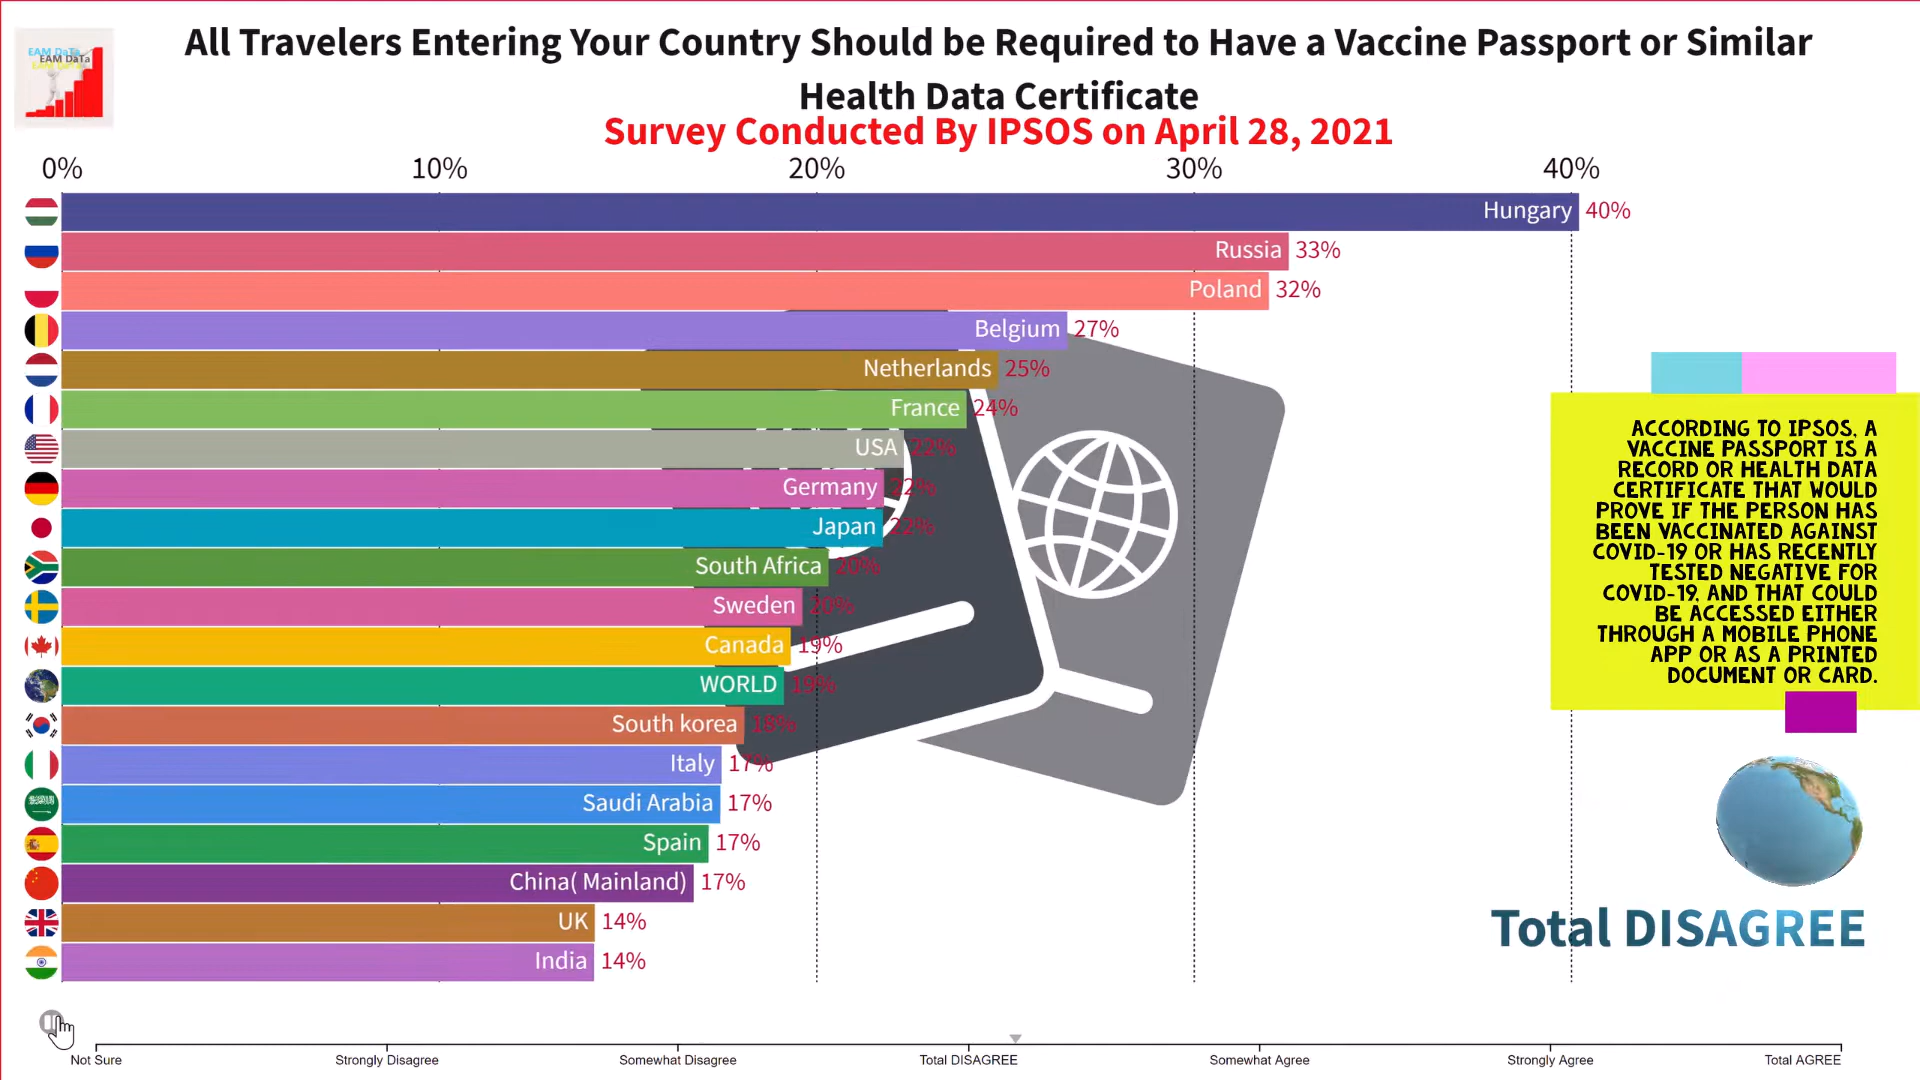 EAM DaTa
EAM DaTa
All Travelers Entering Your Country Should be Required to Have a Vaccine Passport or Similar
Health Data Certificate
Survey Conducted By IPSOS on April 28, 2021
0% 10% 20% 30% 40%
Hungary 40%
Russia 33%
Poland 32%
Belgium 27%
Netherlands 25%
France 24%
USA 22%
Germany 22%
Japan 22%
South Africa 20%
Sweden 20%
Canada 19%
WORLD 19%
South korea 18%
Italy 17%
Saudi Arabia 17%
Spain 17%
China( Mainland) 17%
UK 14%
India 14%
ACCORDING TO IPSOS, A
VACCINE PASSPORT IS A
RECORD OR HEALTH DATA
CERTIFICATE THAT WOULD
PROVE IF THE PERSON HAS
BEEN VACCINATED AGAINST
COVID-19 OR HAS RECENTLY
TESTED NEGATIVE FOR
COVID-19, AND THAT COULD
BE ACCESSED EITHER
THROUGH A MOBILE PHONE
APP OR AS A PRINTED
DOCUMENT OR CARD.
Total DISAGREE
Not Sure Strongly Disagree Somewhat Disagree Total DISAGREE Somewhat Agree Strongly Agree Total AGREE